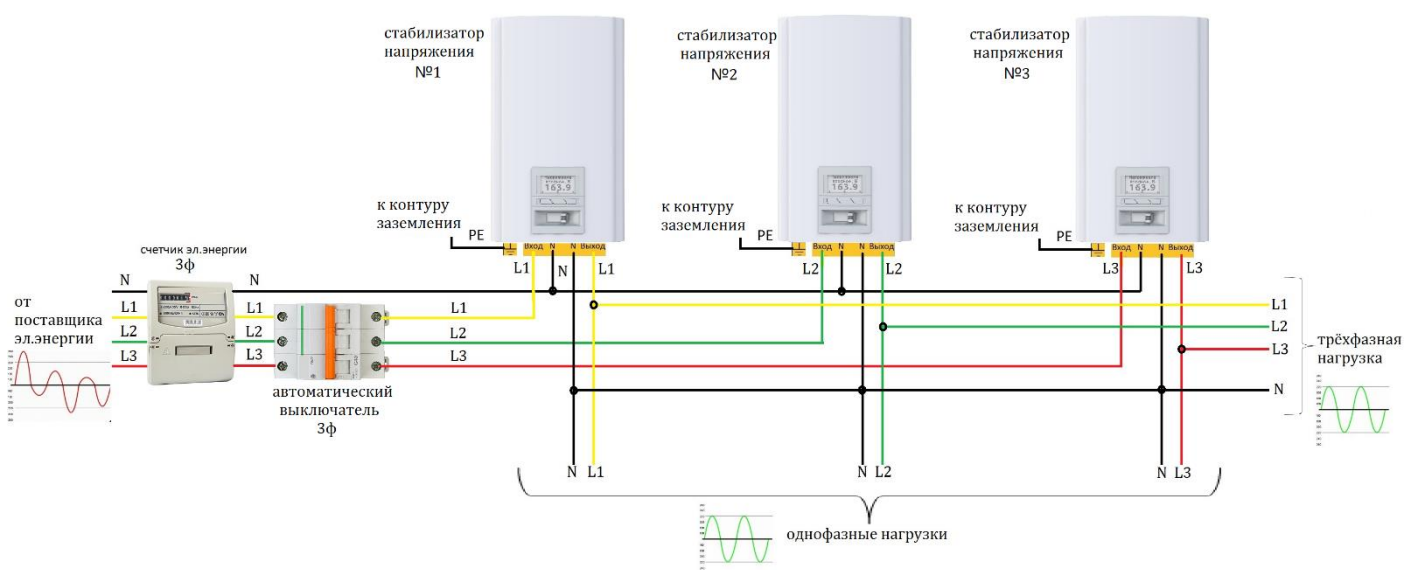 стабилизатор
напряжения
№1
стабилизатор
напряжения
№2
стабилизатор
напряжения
№3
163.9
163.9
163.9
к контуру
заземления
PE
к контуру
заземления
PE
к контуру
заземления
PE
Вход N N Выход
Вход N N Выход
Вход N N Выход
L1 N L1
L2 L2
L3 L3
счетчик эл.энергии
3ф
от
поставщика
эл.энергии
N N
L1 L1 L1
L2 L2 L2
L3 L3 L3
автоматический
выключатель
3ф
L1
L2
L3
N
трёхфазная
нагрузка
N L1
N L2
N L3
однофазные нагрузки